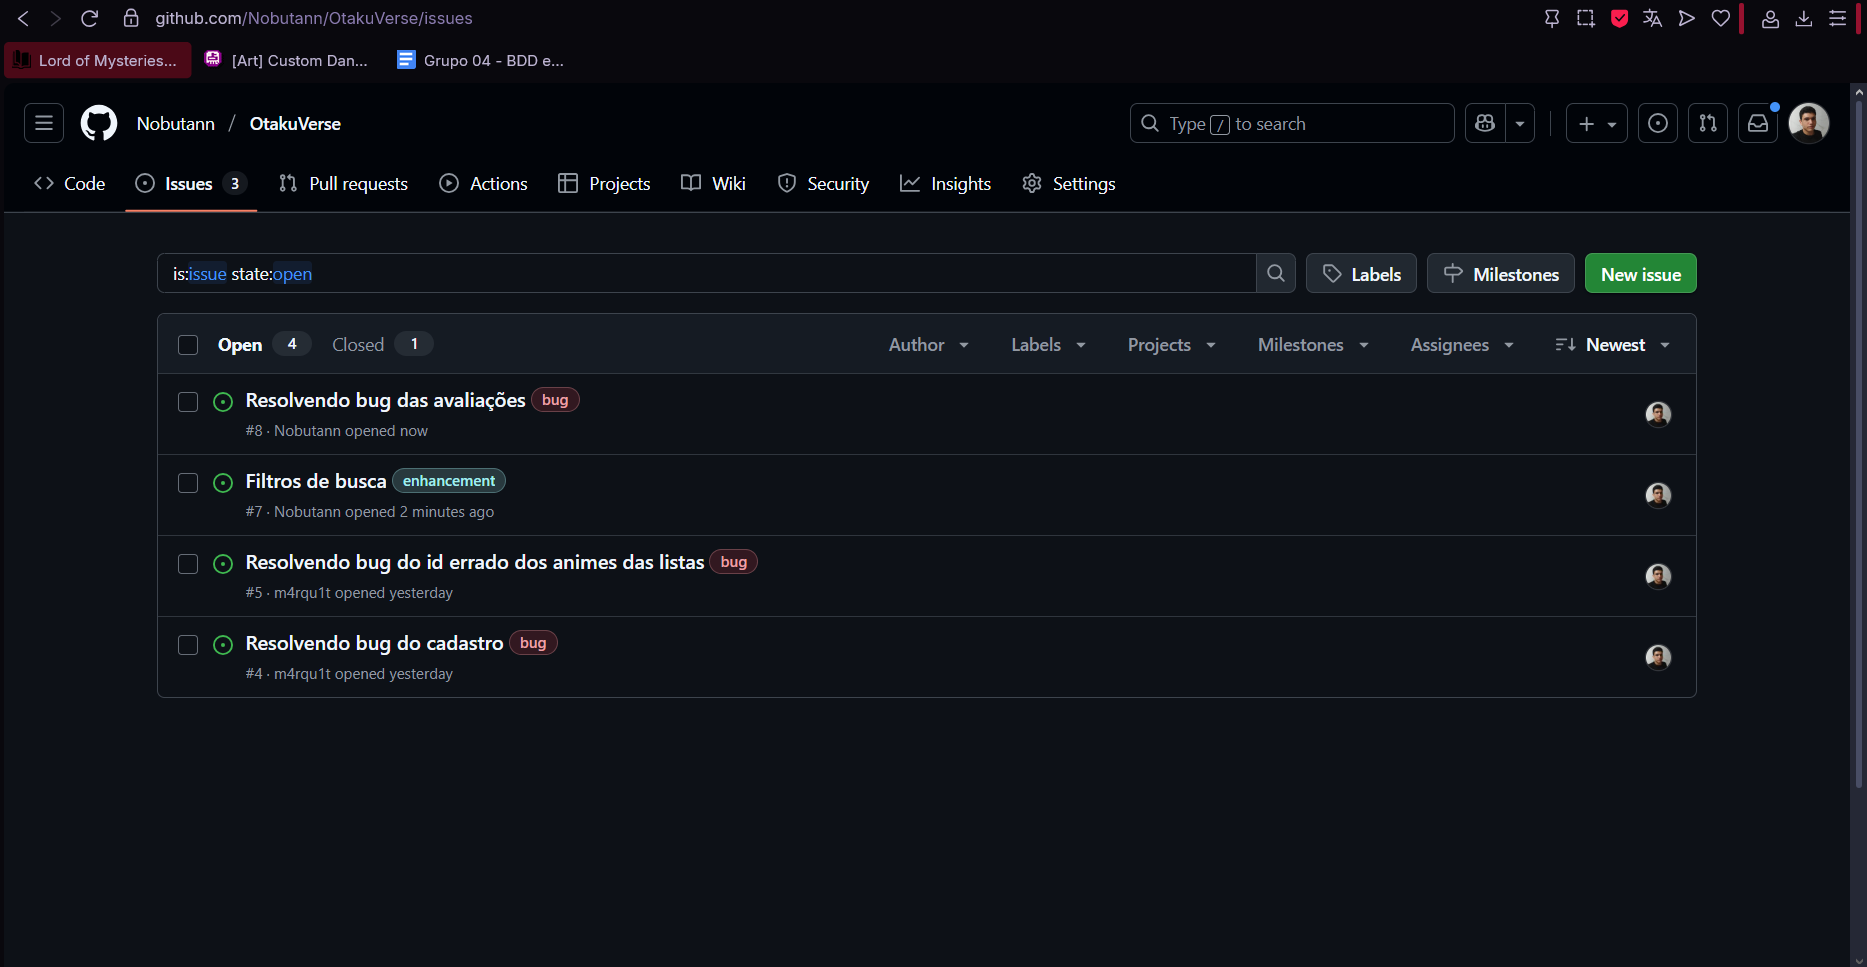 github.com/Nobutann/OtakuVerse/issues
Lord of Mysteries...
[Art] Custom Dan...
Grupo 04 - BDD e...
Nobutann / OtakuVerse
Type / to search
Code
Issues 3
Pull requests
Actions
Projects
Wiki
Security
Insights
Settings
is:issue state:open
Labels
Milestones
New issue
Open 4
Closed 1
Author
Labels
Projects
Milestones
Assignees
Newest
Resolvendo bug das avaliações bug
#8 · Nobutann opened now
Filtros de busca enhancement
#7 · Nobutann opened 2 minutes ago
Resolvendo bug do id errado dos animes das listas bug
#5 · m4rqu1t opened yesterday
Resolvendo bug do cadastro bug
#4 · m4rqu1t opened yesterday